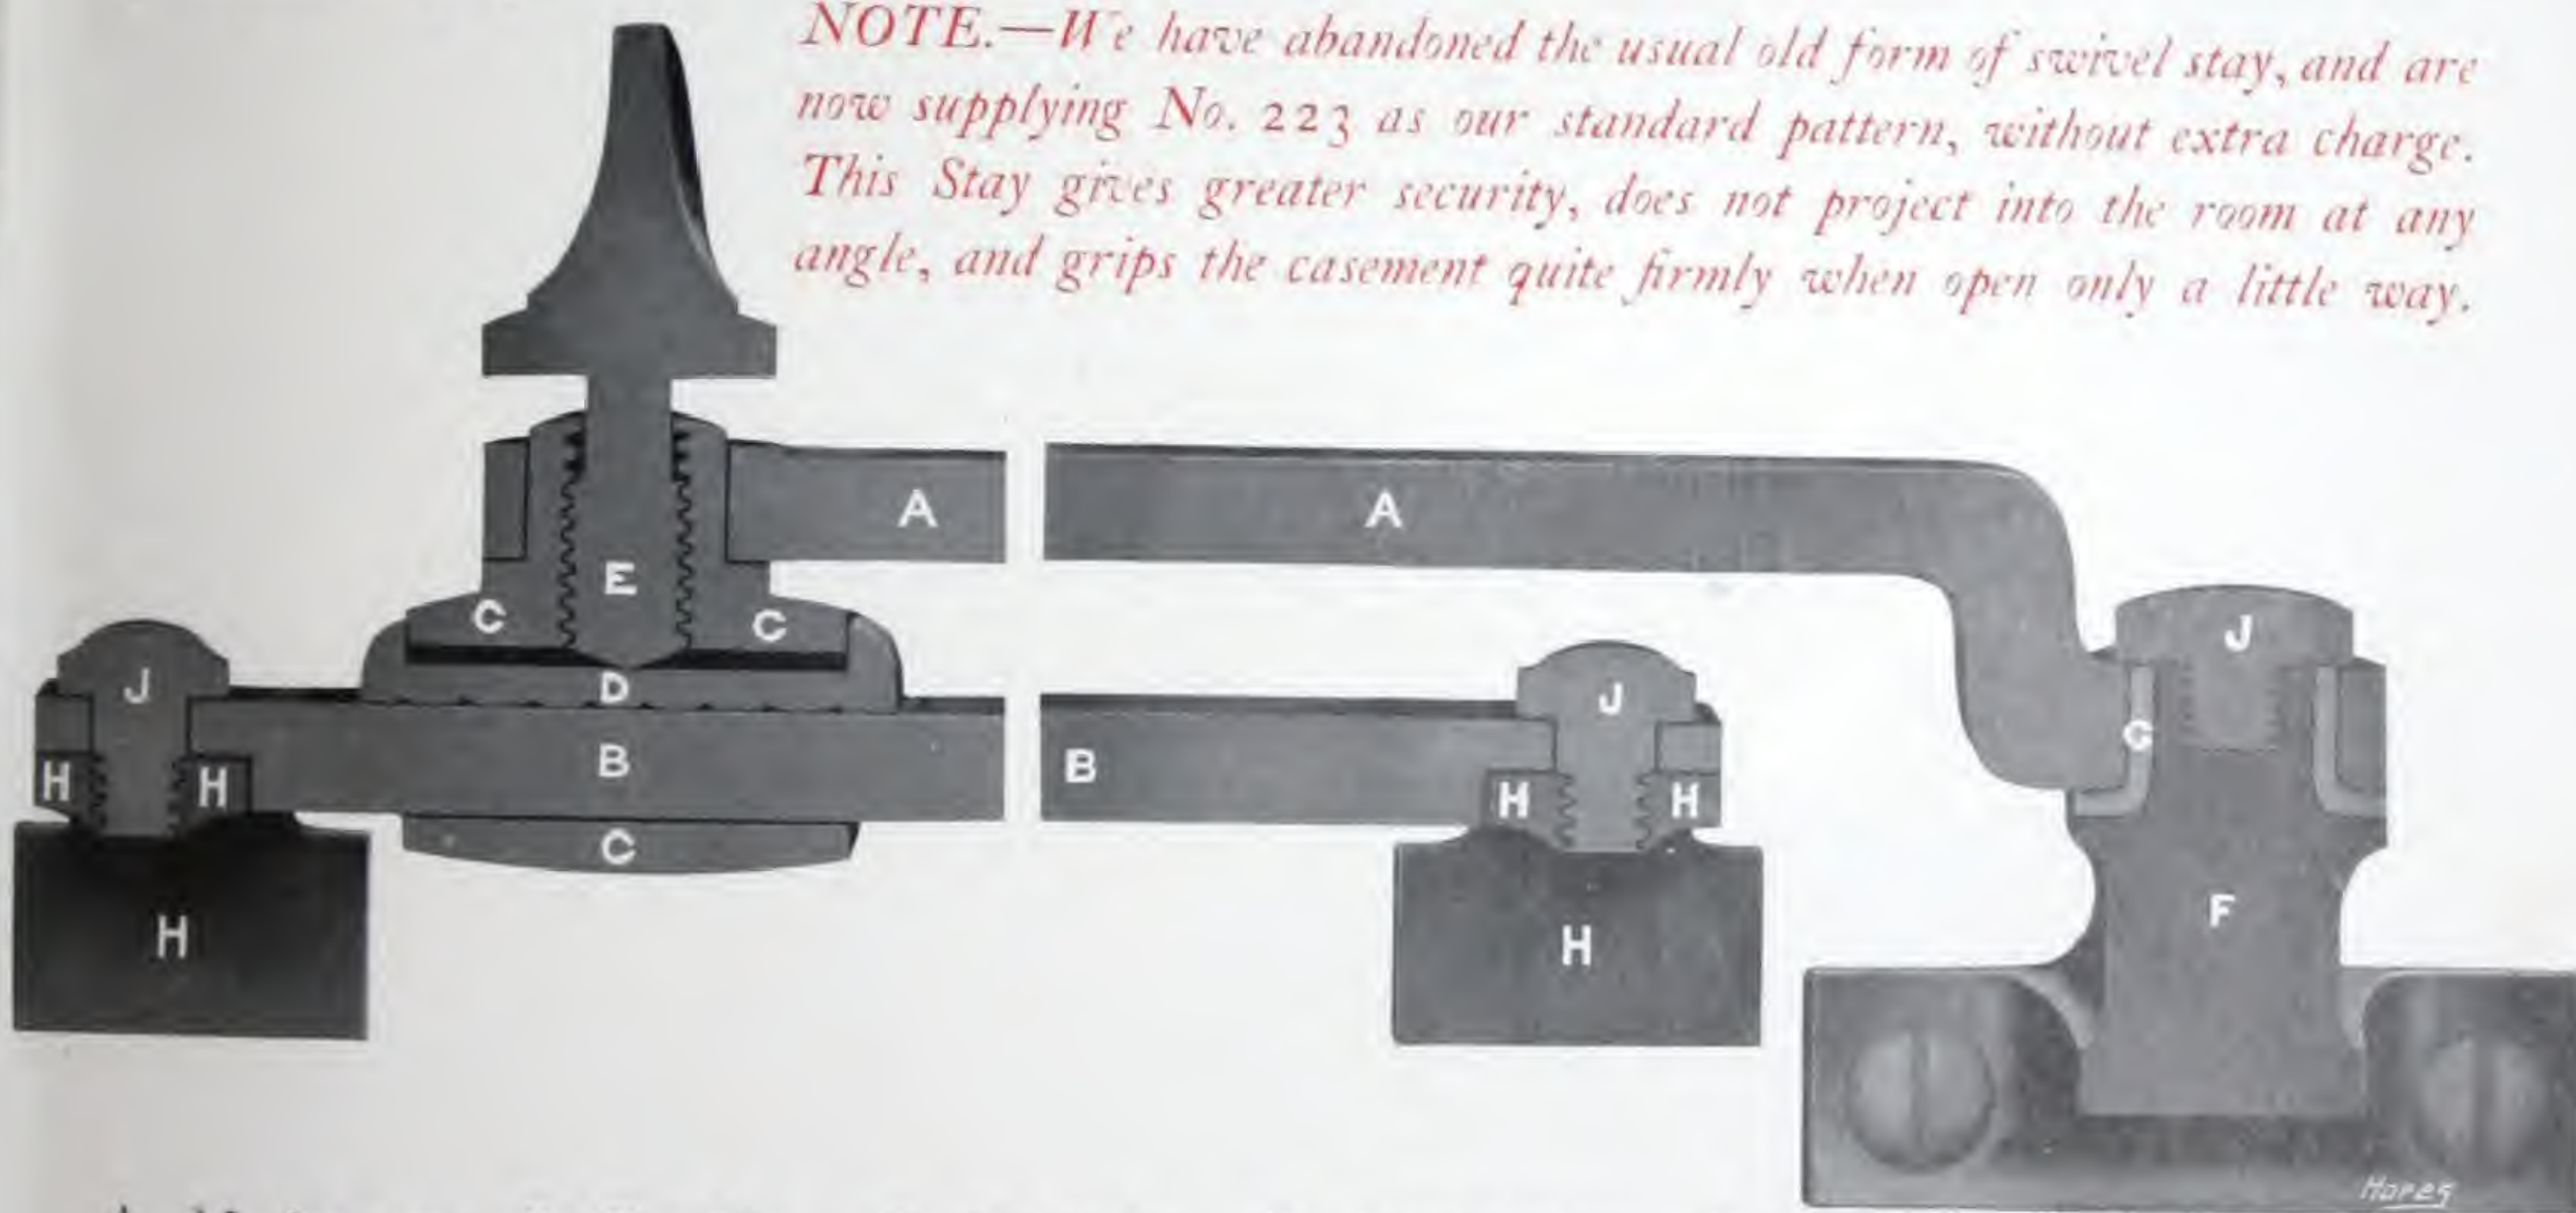 NOTE.—We have abandoned the usual old form of swivel stay, and are
now supplying No. 223 as our standard pattern, without extra charge.
This Stay gives greater security, does not project into the room at any
angle, and grips the casement quite firmly when open only a little way.
A A
E
C C
J J J
D
G
B B
H H H H
C
F
H H
Hopes